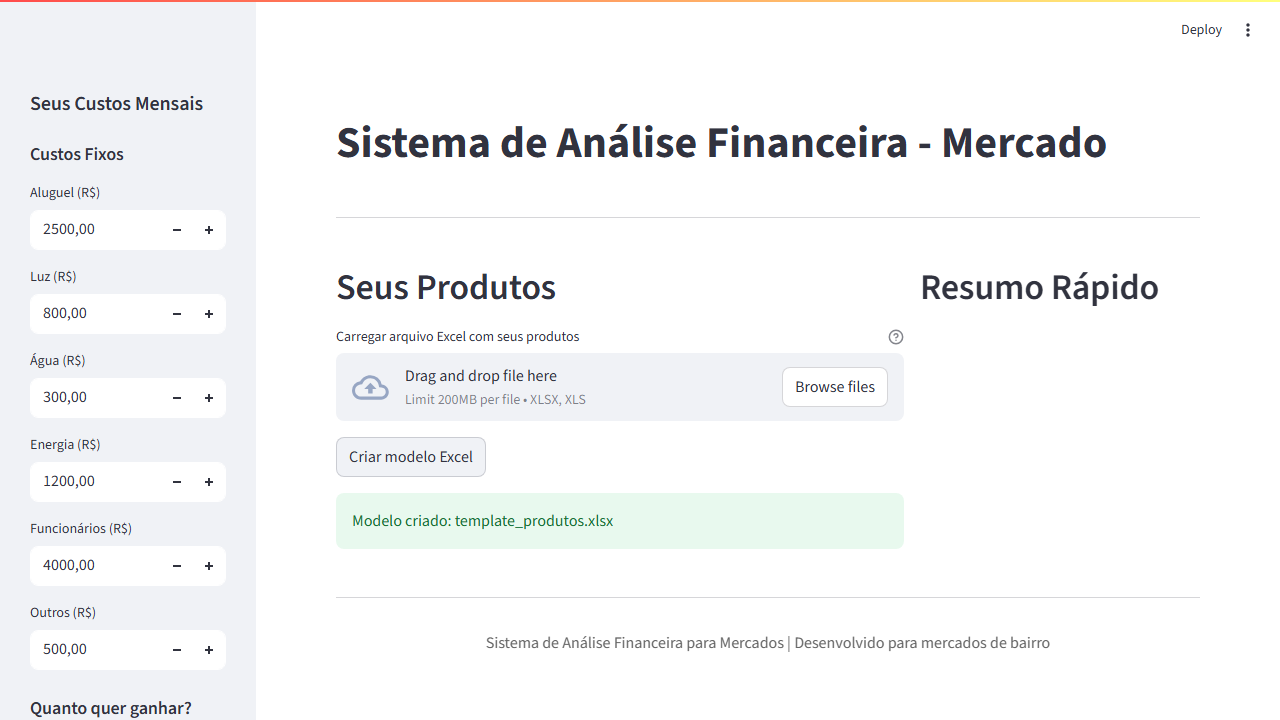 Deploy
Seus Custos Mensais
Custos Fixos
Aluguel (R$)
2500,00
Luz (R$)
800,00
Água (R$)
300,00
Energia (R$)
1200,00
Funcionários (R$)
4000,00
Outros (R$)
500,00
Quanto quer ganhar?
Sistema de Análise Financeira - Mercado
Seus Produtos
Carregar arquivo Excel com seus produtos
Drag and drop file here
Limit 200MB per file • XLSX, XLS
Browse files
Criar modelo Excel
Modelo criado: template_produtos.xlsx
Resumo Rápido
Sistema de Análise Financeira para Mercados | Desenvolvido para mercados de bairro